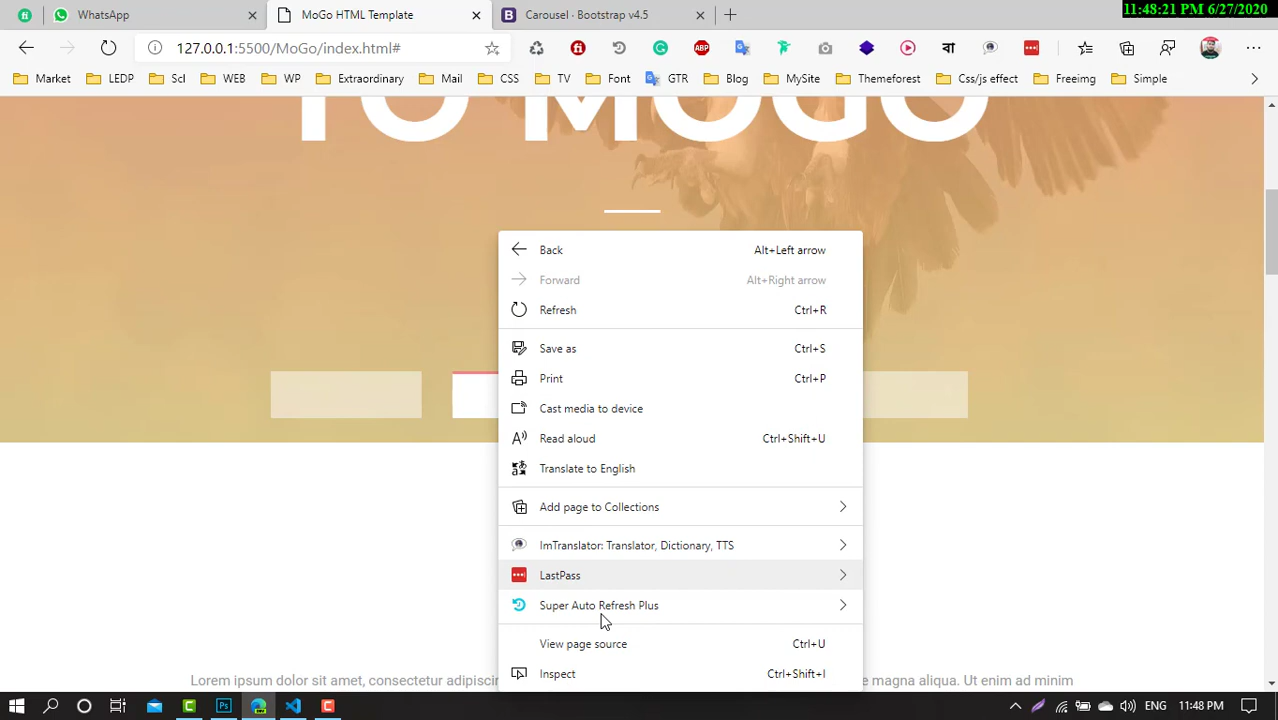 WhatsApp
MoGo HTML Template
Carousel · Bootstrap v4.5
11:48:21 PM 6/27/2020
127.0.0.1:5500/MoGo/index.html#
ABP
বা
Market
LEDP
Scl
WEB
WP
Extraordinary
Mail
CSS
TV
Font
GTR
Blog
MySite
Themeforest
Css/js effect
Freeimg
Simple
TO MOGO
Back Alt+Left arrow
Forward Alt+Right arrow
Refresh Ctrl+R
Save as Ctrl+S
Print Ctrl+P
Cast media to device
Read aloud Ctrl+Shift+U
Translate to English
Add page to Collections
ImTranslator: Translator, Dictionary, TTS
LastPass
Super Auto Refresh Plus
View page source Ctrl+U
Inspect Ctrl+Shift+I
Lorem ipsum dolor sit amet, consectetur adipiscin
e magna aliqua. Ut enim ad minim
ENG
11:48 PM